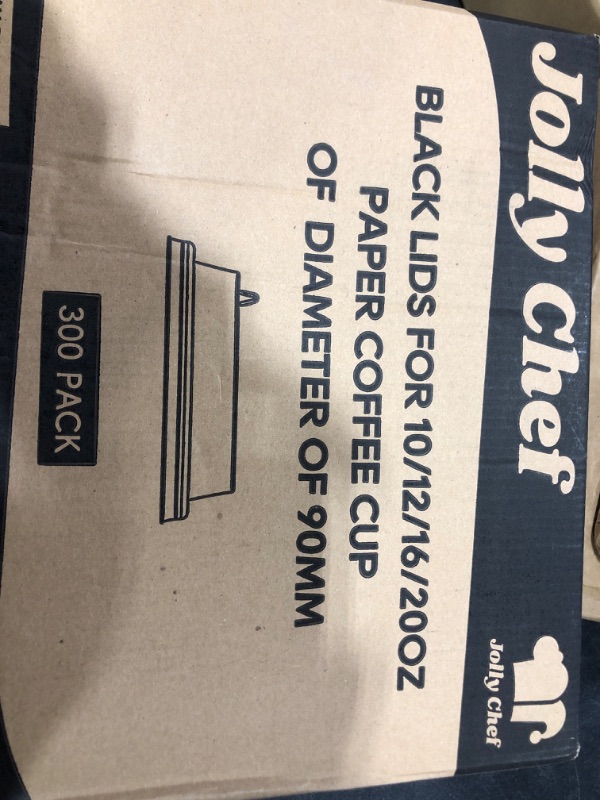 Jolly Chef
Jolly Chef
BLACK LIDS FOR 10/12/16/20OZ
PAPER COFFEE CUP
OF DIAMETER OF 90MM
300 PACK